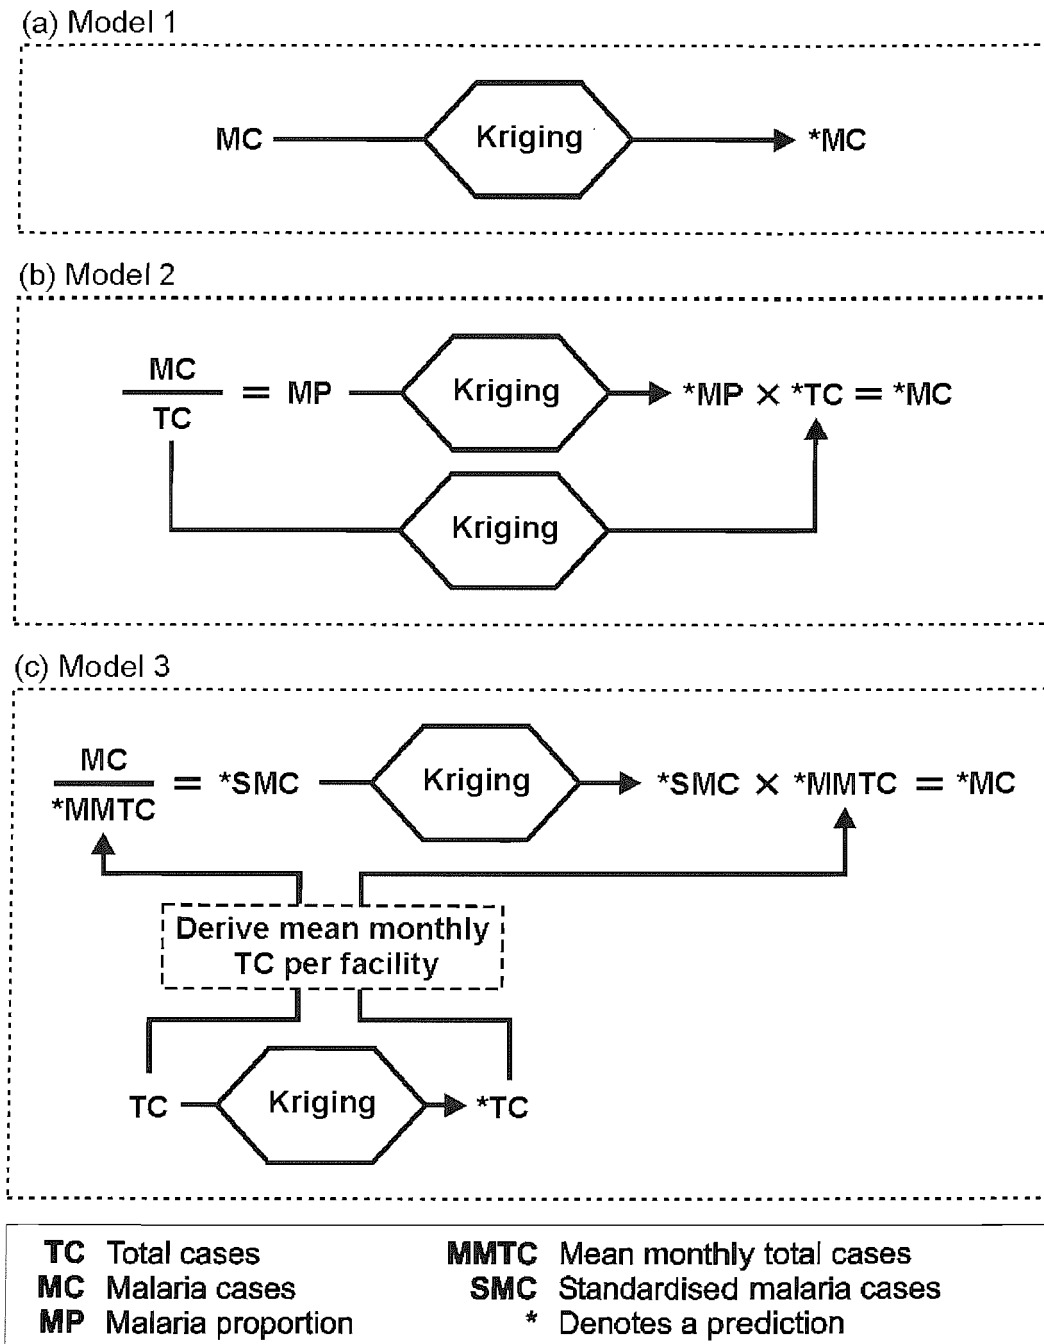 (a) Model 1
MC Kriging *MC
(b) Model 2
MC
TC
= MP Kriging *MP × *TC = *MC
Kriging
(c) Model 3
MC
*MMTC
= *SMC Kriging *SMC × *MMTC = *MC
Derive mean monthly
TC per facility
TC Kriging *TC
TC Total cases MMTC Mean monthly total cases
MC Malaria cases SMC Standardised malaria cases
MP Malaria proportion * Denotes a prediction